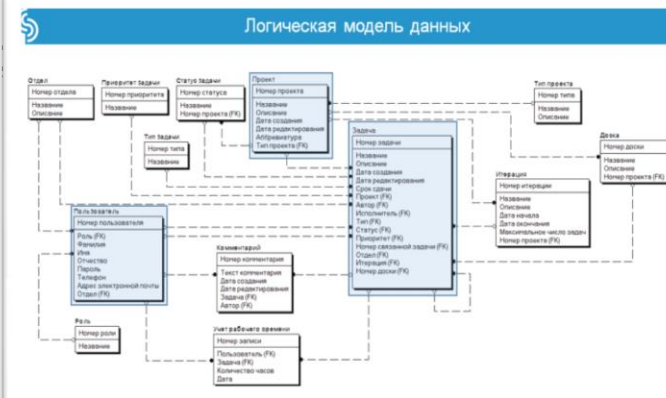 Логическая модель данных
Отдел
Номер отдела
Название
Описание
Приоритет задачи
Номер приоритета
Название
Статус задачи
Номер статуса
Название
Номер проекта (FK)
Проект
Номер проекта
Название
Описание
Дата создания
Дата редактирования
Аббревиатура
Тип проекта (FK)
Тип проекта
Номер типа
Название
Описание
Тип задачи
Номер типа
Название
Задача
Номер задачи
Название
Описание
Дата создания
Дата редактирования
Срок сдачи
Проект (FK)
Автор (FK)
Исполнитель (FK)
Тип (FK)
Статус (FK)
Приоритет (FK)
Номер связанной задачи (FK)
Отдел (FK)
Итерация (FK)
Номер доски (FK)
Доска
Номер доски
Название
Описание
Номер проекта (FK)
Итерация
Номер итерации
Название
Описание
Дата начала
Дата окончания
Максимальное число задач
Номер проекта (FK)
Пользователь
Номер пользователя
Роль (FK)
Фамилия
Имя
Отчество
Пароль
Телефон
Адрес электронной почты
Отдел (FK)
Комментарий
Номер комментария
Текст комментария
Дата создания
Дата редактирования
Задача (FK)
Автор (FK)
Роль
Номер роли
Название
Учет рабочего времени
Номер записи
Пользователь (FK)
Задача (FK)
Количество часов
Дата